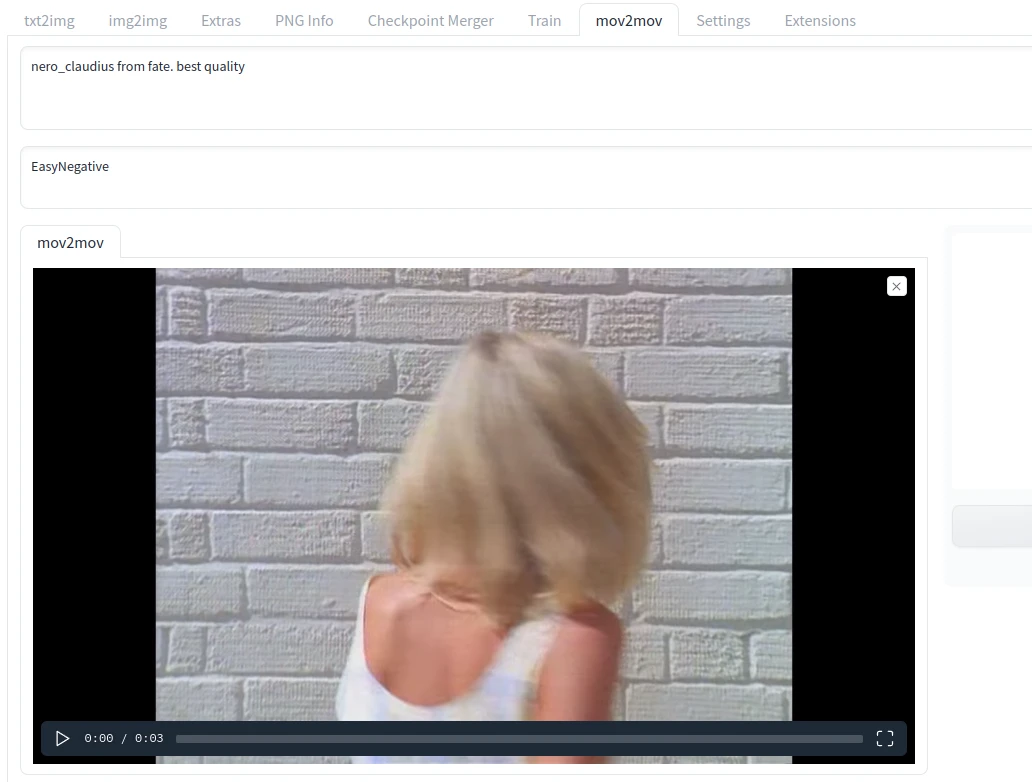 txt2img img2img Extras PNG Info Checkpoint Merger Train mov2mov Settings Extensions
nero_claudius from fate. best quality
EasyNegative
mov2mov
0:00 / 0:03